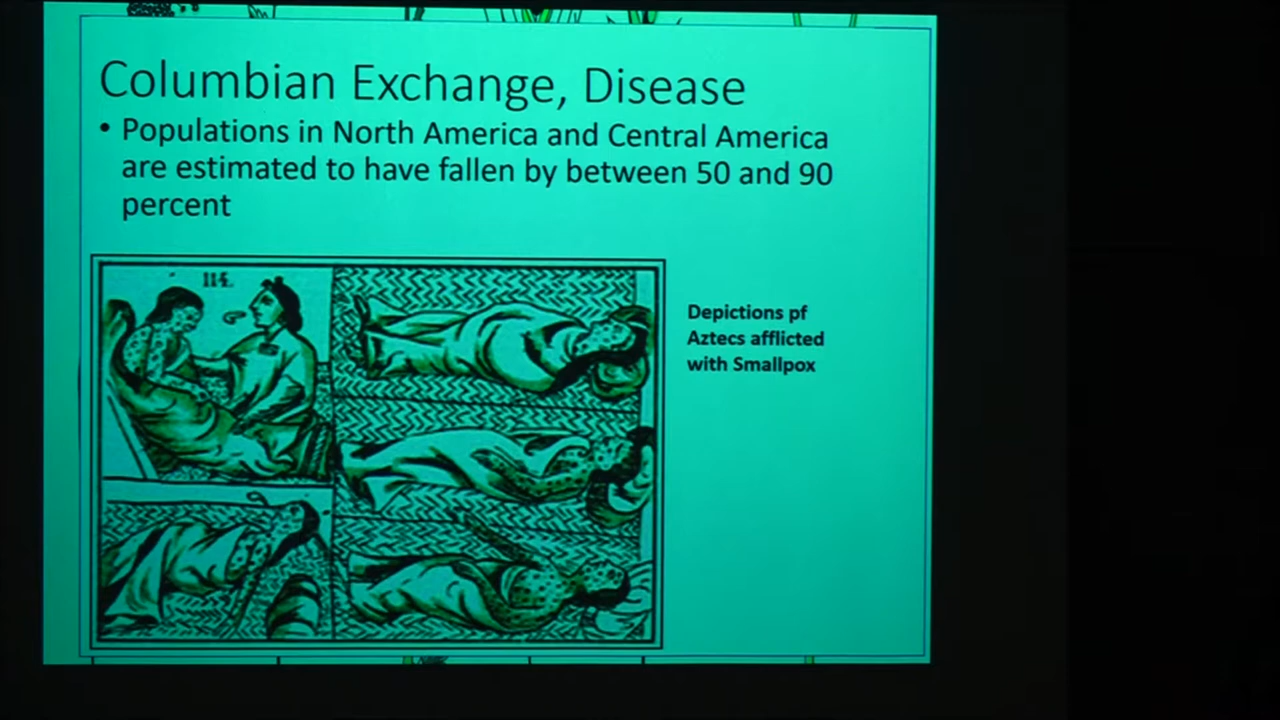 Columbian Exchange, Disease
• Populations in North America and Central America
are estimated to have fallen by between 50 and 90
percent
114.
Depictions pf
Aztecs afflicted
with Smallpox